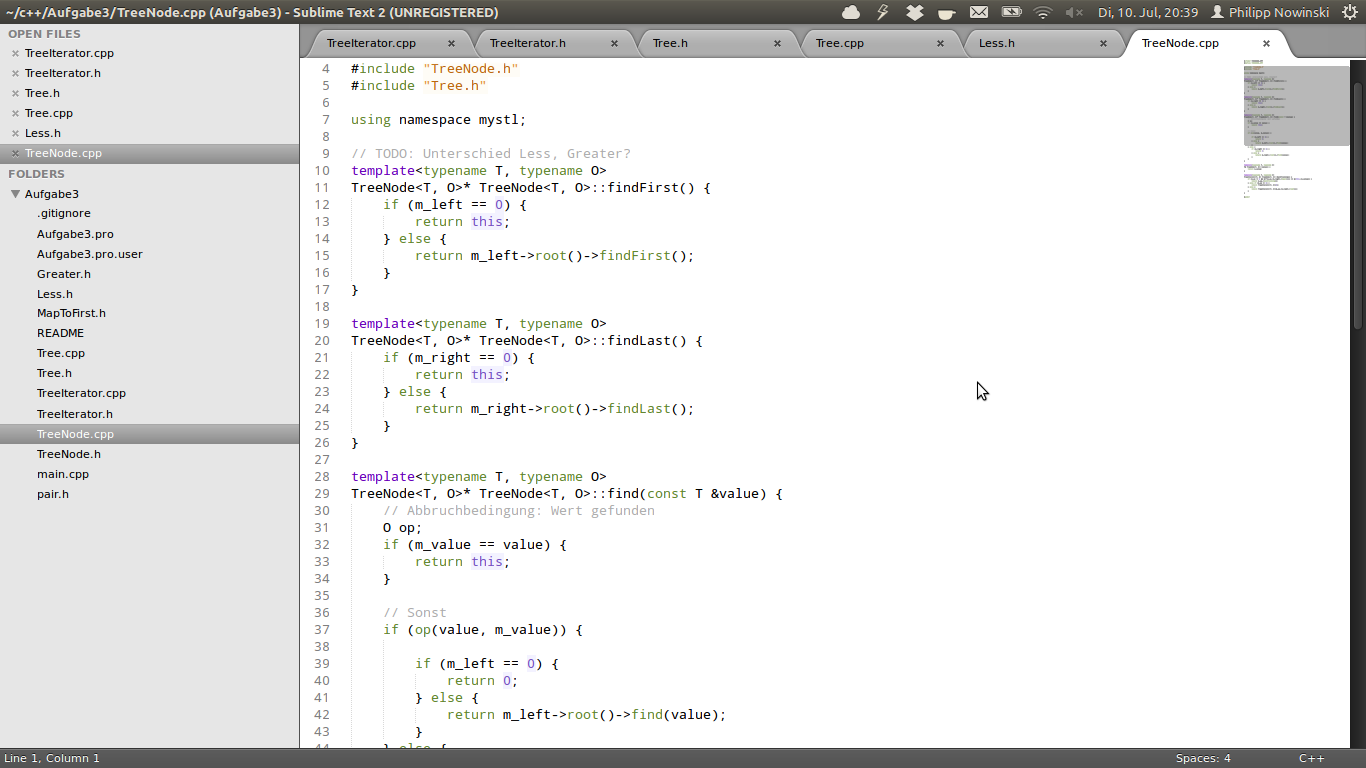 ~/c++/Aufgabe3/TreeNode.cpp (Aufgabe3) - Sublime Text 2 (UNREGISTERED)
Di, 10. Jul, 20:39 Philipp Nowinski
OPEN FILES
TreeIterator.cpp
TreeIterator.h
Tree.h
Tree.cpp
Less.h
TreeNode.cpp
FOLDERS
Aufgabe3
.gitignore
Aufgabe3.pro
Aufgabe3.pro.user
Greater.h
Less.h
MapToFirst.h
README
Tree.cpp
Tree.h
TreeIterator.cpp
TreeIterator.h
TreeNode.cpp
TreeNode.h
main.cpp
pair.h
TreeIterator.cpp TreeIterator.h Tree.h Tree.cpp Less.h TreeNode.cpp
4 #include "TreeNode.h"
5 #include "Tree.h"
6
7 using namespace mystl;
8
9 // TODO: Unterschied Less, Greater?
10 template<typename T, typename O>
11 TreeNode<T, O>* TreeNode<T, O>::findFirst() {
12     if (m_left == 0) {
13         return this;
14     } else {
15         return m_left->root()->findFirst();
16     }
17 }
18
19 template<typename T, typename O>
20 TreeNode<T, O>* TreeNode<T, O>::findLast() {
21     if (m_right == 0) {
22         return this;
23     } else {
24         return m_right->root()->findLast();
25     }
26 }
27
28 template<typename T, typename O>
29 TreeNode<T, O>* TreeNode<T, O>::find(const T &value) {
30     // Abbruchbedingung: Wert gefunden
31     O op;
32     if (m_value == value) {
33         return this;
34     }
35
36     // Sonst
37     if (op(value, m_value)) {
38
39         if (m_left == 0) {
40             return 0;
41         } else {
42             return m_left->root()->find(value);
43         }
44     } else {
Line 1, Column 1
Spaces: 4 C++